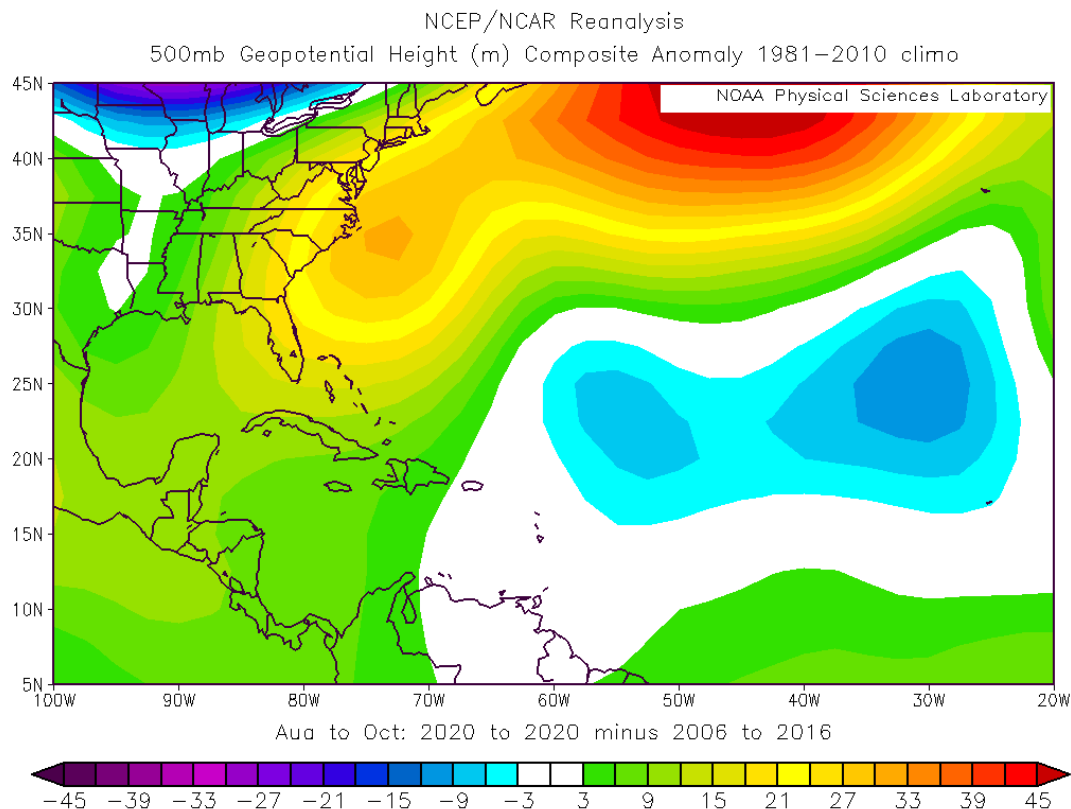 NCEP/NCAR Reanalysis
500mb Geopotential Height (m) Composite Anomaly 1981-2010 climo
NOAA Physical Sciences Laboratory
45N
40N
35N
30N
25N
20N
15N
10N
5N
100W 90W 80W 70W 60W 50W 40W 30W 20W
Aug to Oct: 2020 to 2020 minus 2006 to 2016
-45 -39 -33 -27 -21 -15 -9 -3 3 9 15 21 27 33 39 45